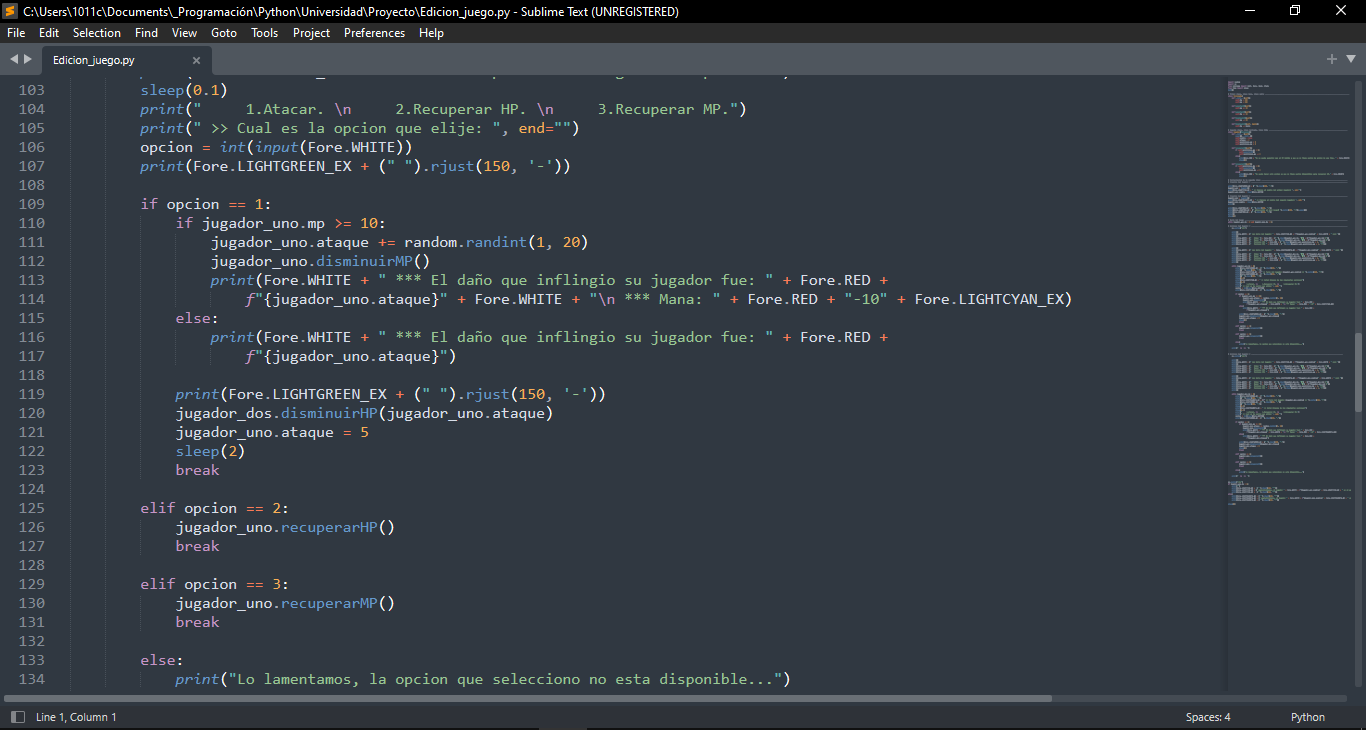 C:\Users\1011c\Documents\_Programación\Python\Universidad\Proyecto\Edicion_juego.py - Sublime Text (UNREGISTERED)
File Edit Selection Find View Goto Tools Project Preferences Help
Edicion_juego.py
103 sleep(0.1)
104 print("     1.Atacar. \n     2.Recuperar HP. \n     3.Recuperar MP.")
105 print(" >> Cual es la opcion que elije: ", end="")
106 opcion = int(input(Fore.WHITE))
107 print(Fore.LIGHTGREEN_EX + (" ").rjust(150, '-'))
108
109 if opcion == 1:
110     if jugador_uno.mp >= 10:
111         jugador_uno.ataque += random.randint(1, 20)
112         jugador_uno.disminuirMP()
113         print(Fore.WHITE + " *** El daño que inflingio su jugador fue: " + Fore.RED +
114             f"{jugador_uno.ataque}" + Fore.WHITE + "\n *** Mana: " + Fore.RED + "-10" + Fore.LIGHTCYAN_EX)
115     else:
116         print(Fore.WHITE + " *** El daño que inflingio su jugador fue: " + Fore.RED +
117             f"{jugador_uno.ataque}")
118
119     print(Fore.LIGHTGREEN_EX + (" ").rjust(150, '-'))
120     jugador_dos.disminuirHP(jugador_uno.ataque)
121     jugador_uno.ataque = 5
122     sleep(2)
123     break
124
125 elif opcion == 2:
126     jugador_uno.recuperarHP()
127     break
128
129 elif opcion == 3:
130     jugador_uno.recuperarMP()
131     break
132
133 else:
134     print("Lo lamentamos, la opcion que selecciono no esta disponible...")
Line 1, Column 1
Spaces: 4
Python